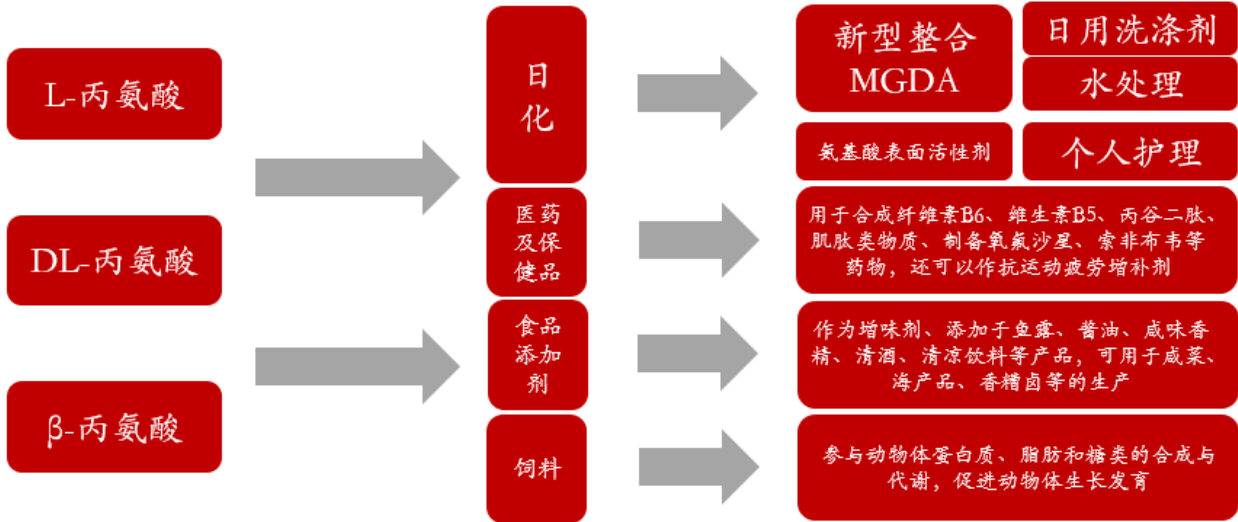 L-丙氨酸
DL-丙氨酸
β-丙氨酸
日
化
医药
及保
健品
食品
添加
剂
饲料
新型整合
MGDA
日用洗涤剂
水处理
氨基酸表面活性剂
个人护理
用于合成纤维素B6、维生素B5、丙谷二肽、
肌肽类物质、制备氧氟沙星、索非布韦等
药物，还可以作抗运动疲劳增补剂
作为增味剂、添加于鱼露、酱油、咸味香
精、清酒、清凉饮料等产品，可用于咸菜、
海产品、香糟卤等的生产
参与动物体蛋白质、脂肪和糖类的合成与
代谢，促进动物体生长发育